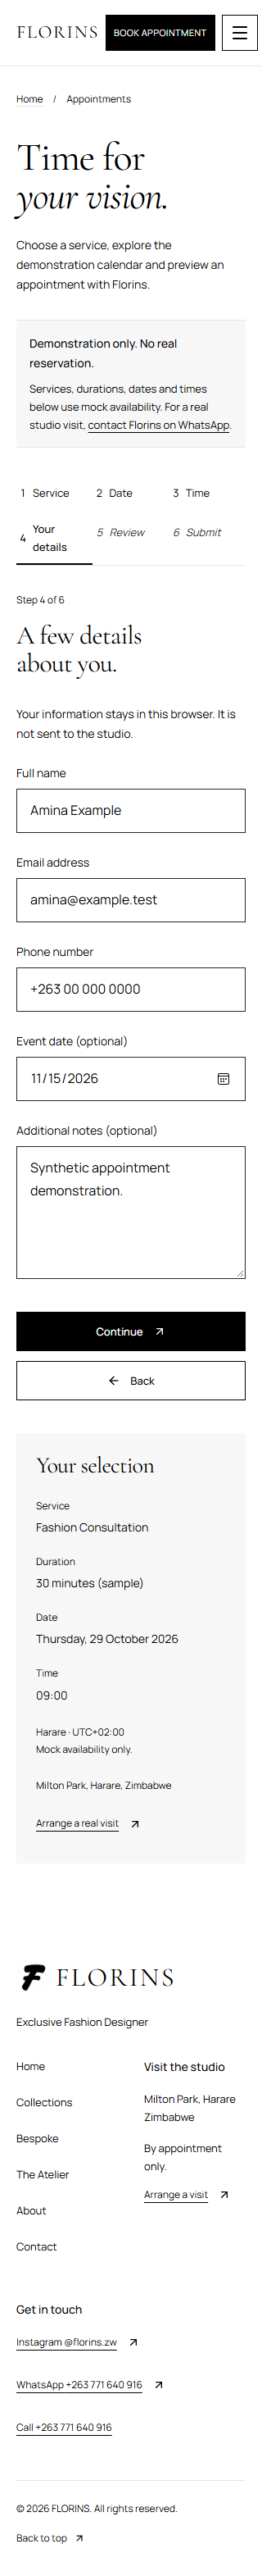 FLORINS
BOOK APPOINTMENT
Home / Appointments
Time for
your vision.
Choose a service, explore the
demonstration calendar and preview an
appointment with Florins.
Demonstration only. No real
reservation.
Services, durations, dates and times
below use mock availability. For a real
studio visit, contact Florins on WhatsApp.
1 Service
2 Date
3 Time
4 Your
details
5 Review
6 Submit
Step 4 of 6
A few details
about you.
Your information stays in this browser. It is
not sent to the studio.
Full name
Amina Example
Email address
amina@example.test
Phone number
+263 00 000 0000
Event date (optional)
11/15/2026
Additional notes (optional)
Synthetic appointment
demonstration.
Continue
Back
Your selection
Service
Fashion Consultation
Duration
30 minutes (sample)
Date
Thursday, 29 October 2026
Time
09:00
Harare · UTC+02:00
Mock availability only.
Milton Park, Harare, Zimbabwe
Arrange a real visit
FLORINS
Exclusive Fashion Designer
Home
Collections
Bespoke
The Atelier
About
Contact
Visit the studio
Milton Park, Harare
Zimbabwe
By appointment
only.
Arrange a visit
Get in touch
Instagram @florins.zw
WhatsApp +263 771 640 916
Call +263 771 640 916
© 2026 FLORINS. All rights reserved.
Back to top